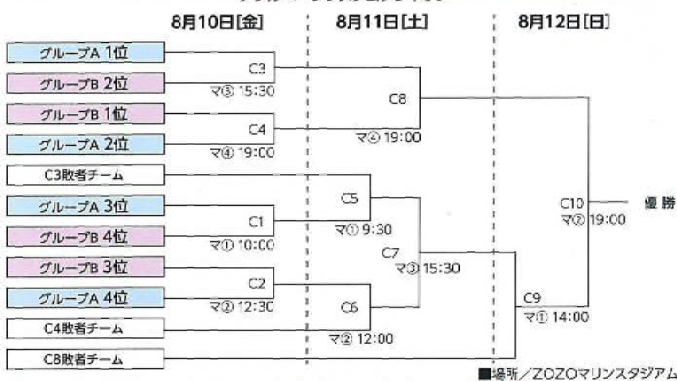 8月10日[金] 8月11日[土] 8月12日[日]
グループA 1位
グループB 2位
C3
マ③ 15:30
グループB 1位
グループA 2位
C4
マ④ 19:00
C8
マ④ 19:00
C3敗者チーム
グループA 3位
グループB 4位
C1
マ① 10:00
C5
マ① 9:30
グループB 3位
グループA 4位
C2
マ② 12:30
C4敗者チーム
C6
マ② 12:00
C7
マ③ 15:30
C8敗者チーム
C9
マ① 14:00
C10
マ② 19:00
優勝
■場所／ZOZOマリンスタジアム